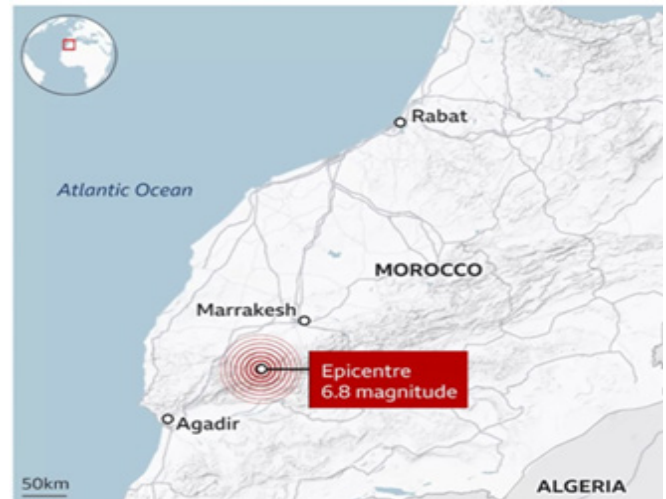 Rabat
Atlantic Ocean
MOROCCO
Marrakesh
Epicentre
6.8 magnitude
Agadir
50km
ALGERIA